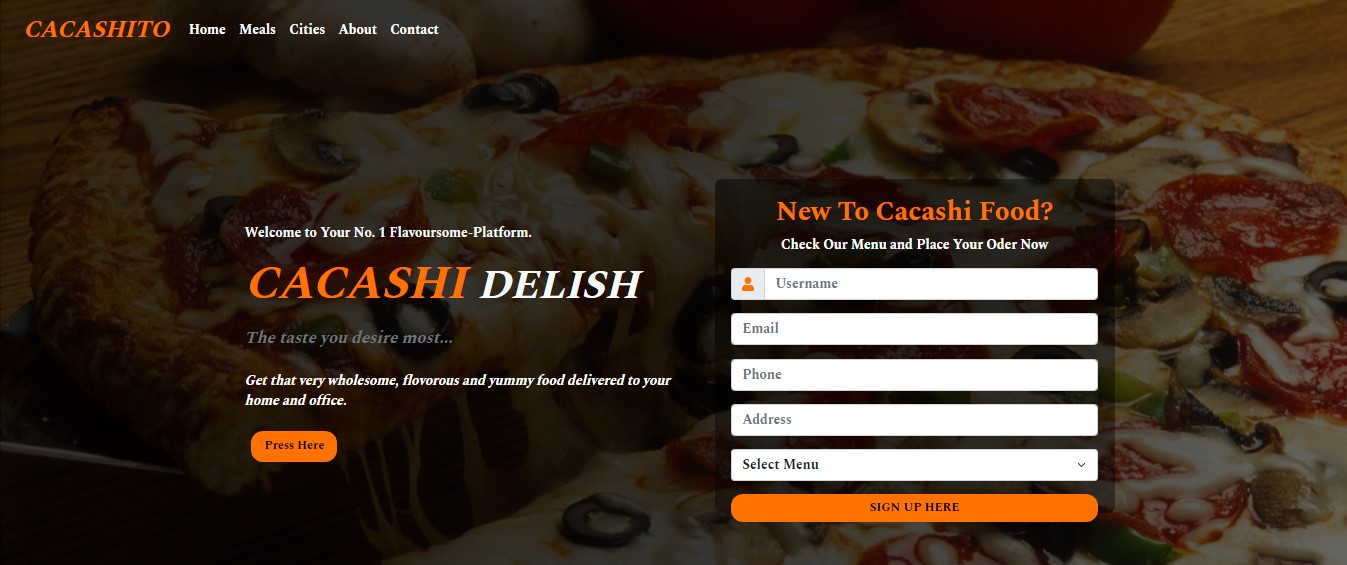 CACASHITO Home Meals Cities About Contact
Welcome to Your No. 1 Flavoursome-Platform.
CACASHI DELISH
The taste you desire most...
Get that very wholesome, flovorous and yummy food delivered to your
home and office.
Press Here
New To Cacashi Food?
Check Our Menu and Place Your Oder Now
Username
Email
Phone
Address
Select Menu
SIGN UP HERE